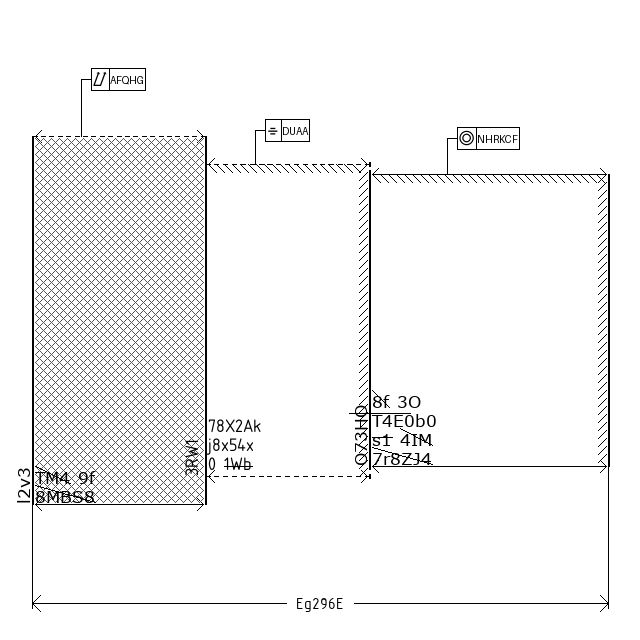 AFQHG
DUAA
NHRKCF
8f 3O
T4E0b0
s1 4IM
7r8ZJ4
O73HO
78X2Ak
j8x54x
0 1Wb
3RW1
TM4 9f
8MBS8
I2v3
Eg296E